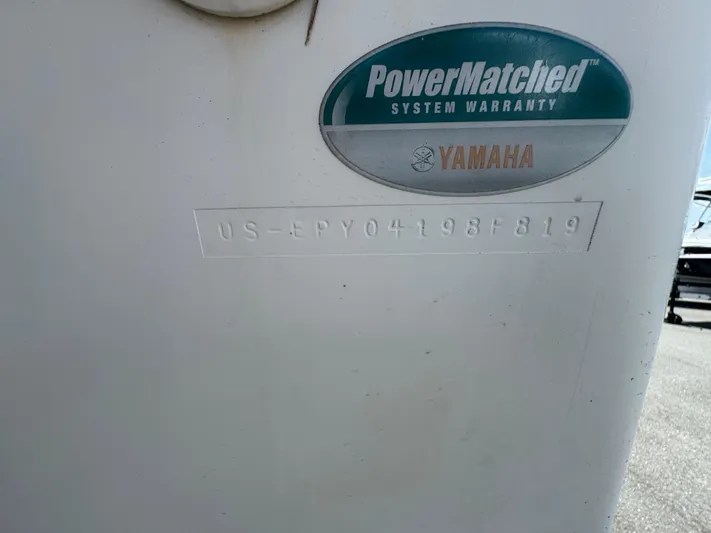 PowerMatched™
SYSTEM WARRANTY
YAMAHA
US-EPY04198F819